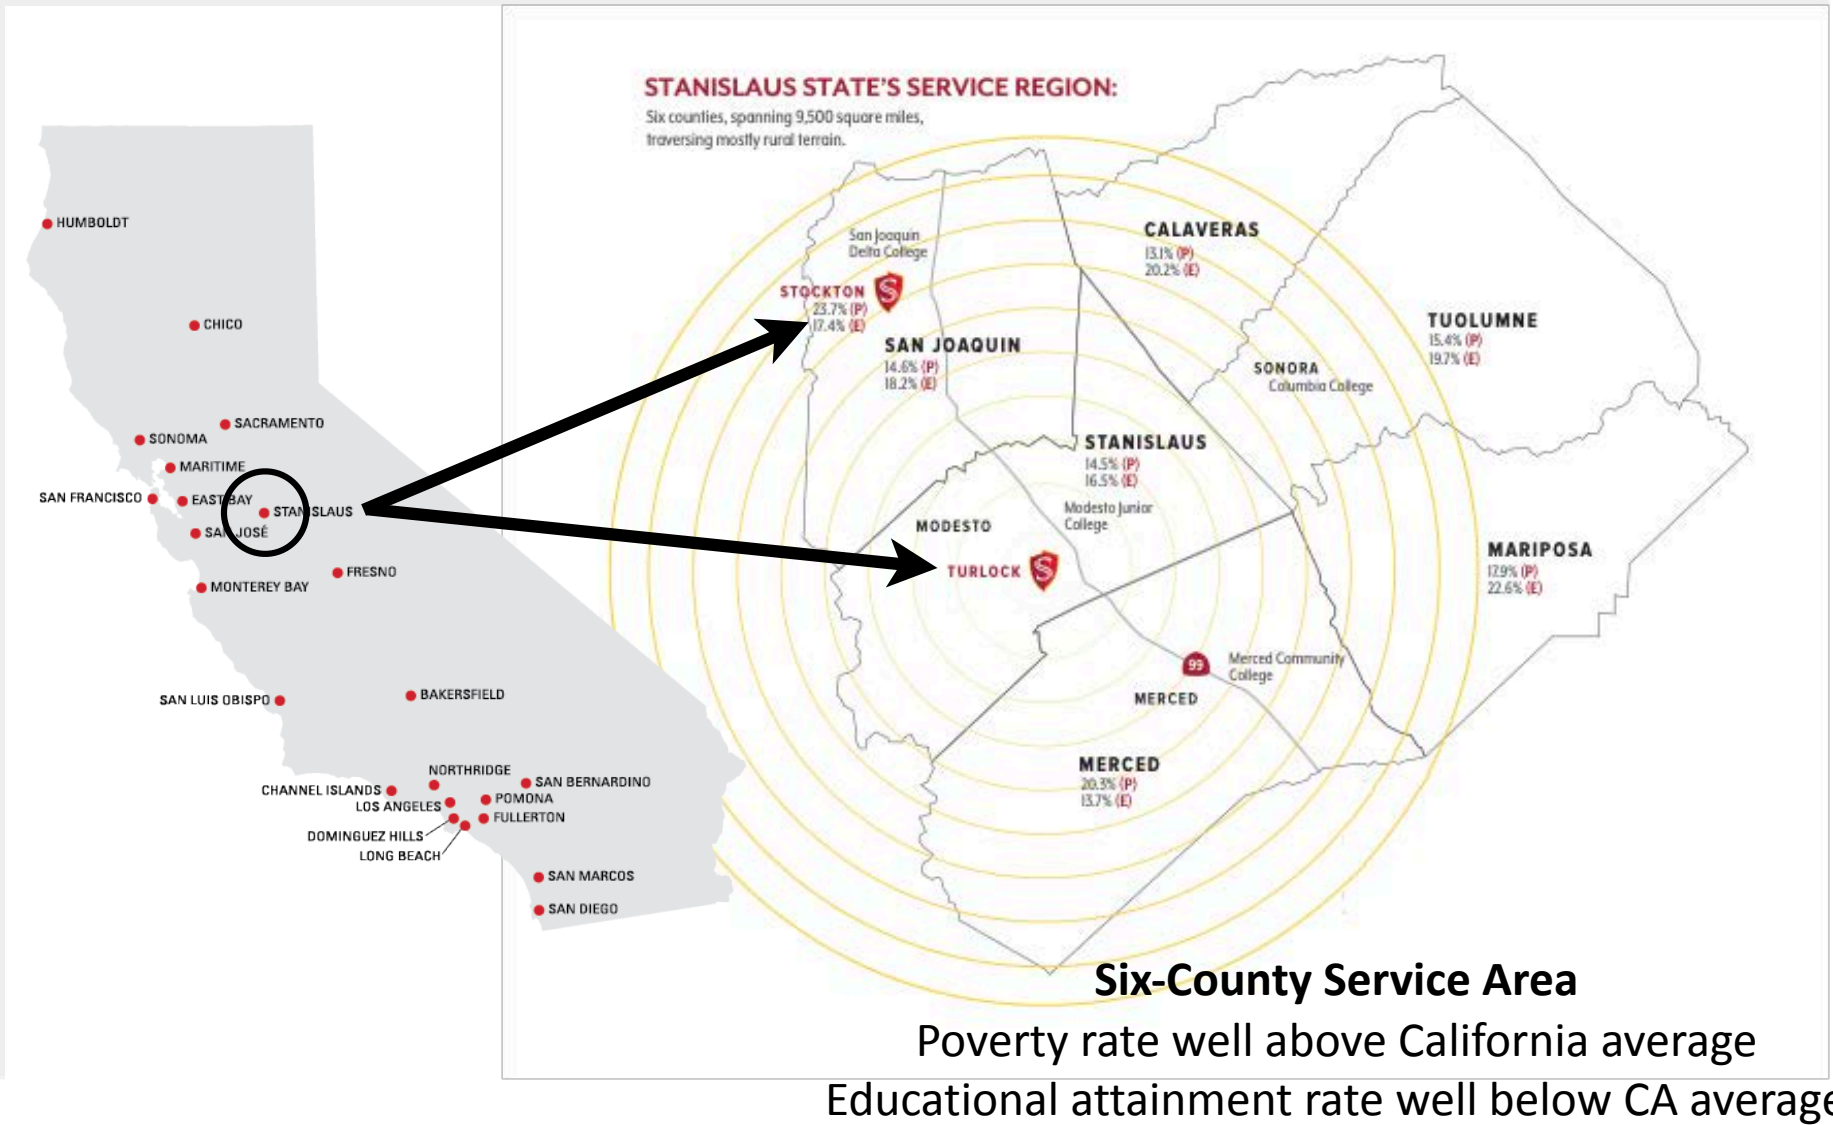 STANISLAUS STATE'S SERVICE REGION:
Six counties, spanning 9,500 square miles,
traversing mostly rural terrain.
HUMBOLDT
CHICO
SACRAMENTO
SONOMA
MARITIME
SAN FRANCISCO
EAST BAY
STANISLAUS
SAN JOSÉ
FRESNO
MONTEREY BAY
SAN LUIS OBISPO
BAKERSFIELD
NORTHRIDGE
SAN BERNARDINO
CHANNEL ISLANDS
POMONA
LOS ANGELES
FULLERTON
DOMINGUEZ HILLS
LONG BEACH
SAN MARCOS
SAN DIEGO
San Joaquin
Delta College
STOCKTON
S
23.7% (P)
17.4% (E)
SAN JOAQUIN
14.6% (P)
18.2% (E)
CALAVERAS
13.1% (P)
20.2% (E)
TUOLUMNE
15.4% (P)
19.7% (E)
SONORA
Columbia College
STANISLAUS
14.5% (P)
16.5% (E)
Modesto Junior
College
MODESTO
TURLOCK
S
MARIPOSA
17.9% (P)
22.6% (E)
99
Merced Community
College
MERCED
MERCED
20.3% (P)
13.7% (E)
Six-County Service Area
Poverty rate well above California average
Educational attainment rate well below CA average